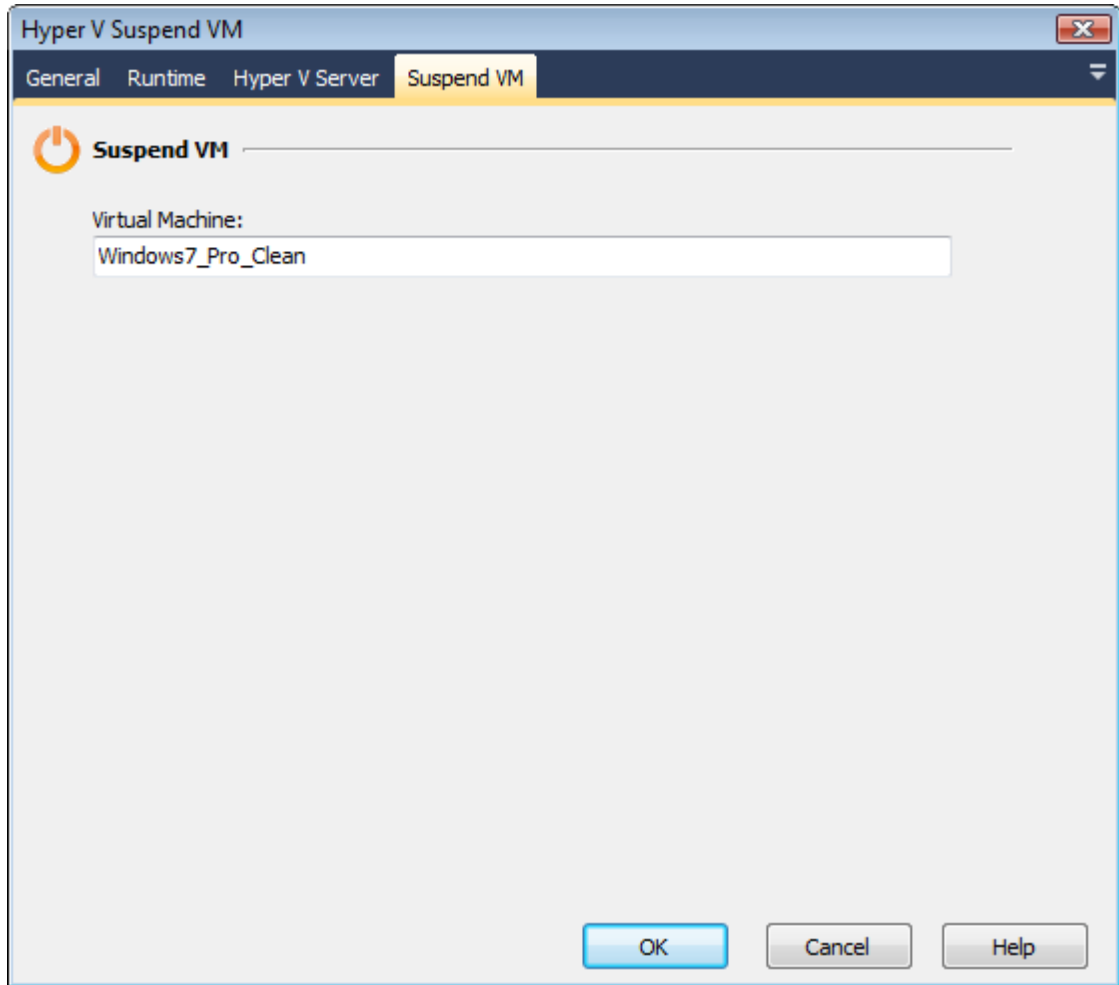 Hyper V Suspend VM
General Runtime Hyper V Server Suspend VM
Suspend VM
Virtual Machine:
Windows7_Pro_Clean
OK Cancel Help